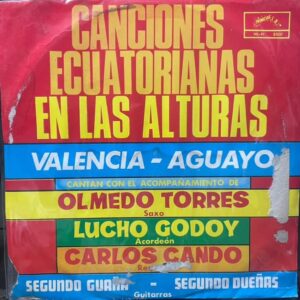 CANCIONES
ECUATORIANAS
EN LAS ALTURAS
VALENCIA - AGUAYO
CANTAN CON EL ACOMPAÑAMIENTO DE
OLMEDO TORRES
Saxo
LUCHO GODOY
Acordeón
CARLOS GANDO
SEGUNDO GUAÑA - SEGUNDO DUEÑAS
Guitarras